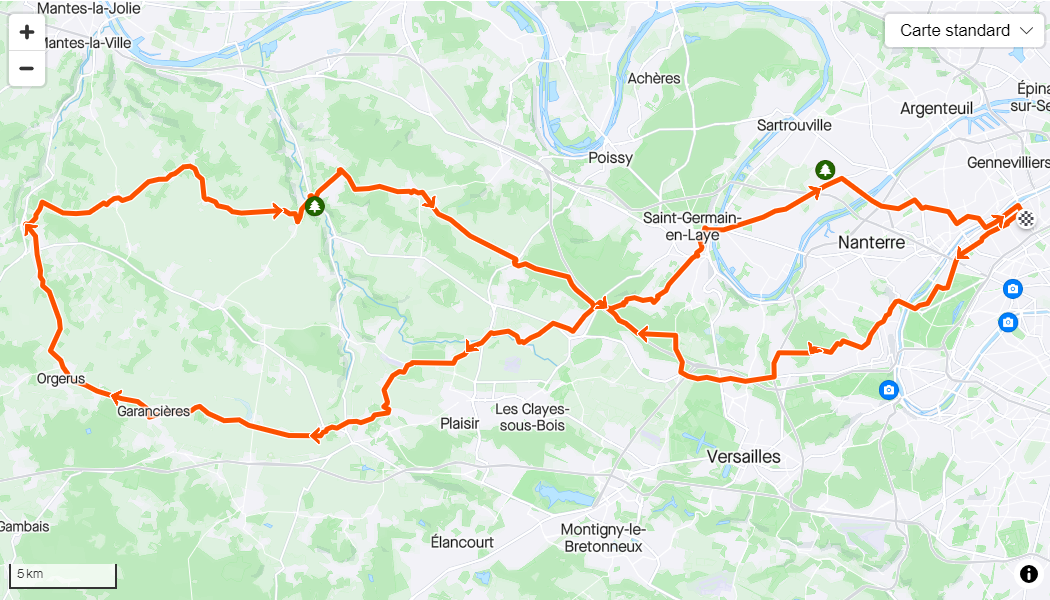 Mantes-la-Jolie
Mantes-la-Ville
+
−
Carte standard
Achères
Épina
sur-Se
Argenteuil
Sartrouville
Gennevilliers
Poissy
Saint-Germain-
en-Laye
Nanterre
Orgerus
Garancières
Plaisir
Les Clayes-
sous-Bois
Versailles
Gambais
Élancourt
Montigny-le-
Bretonneux
5 km